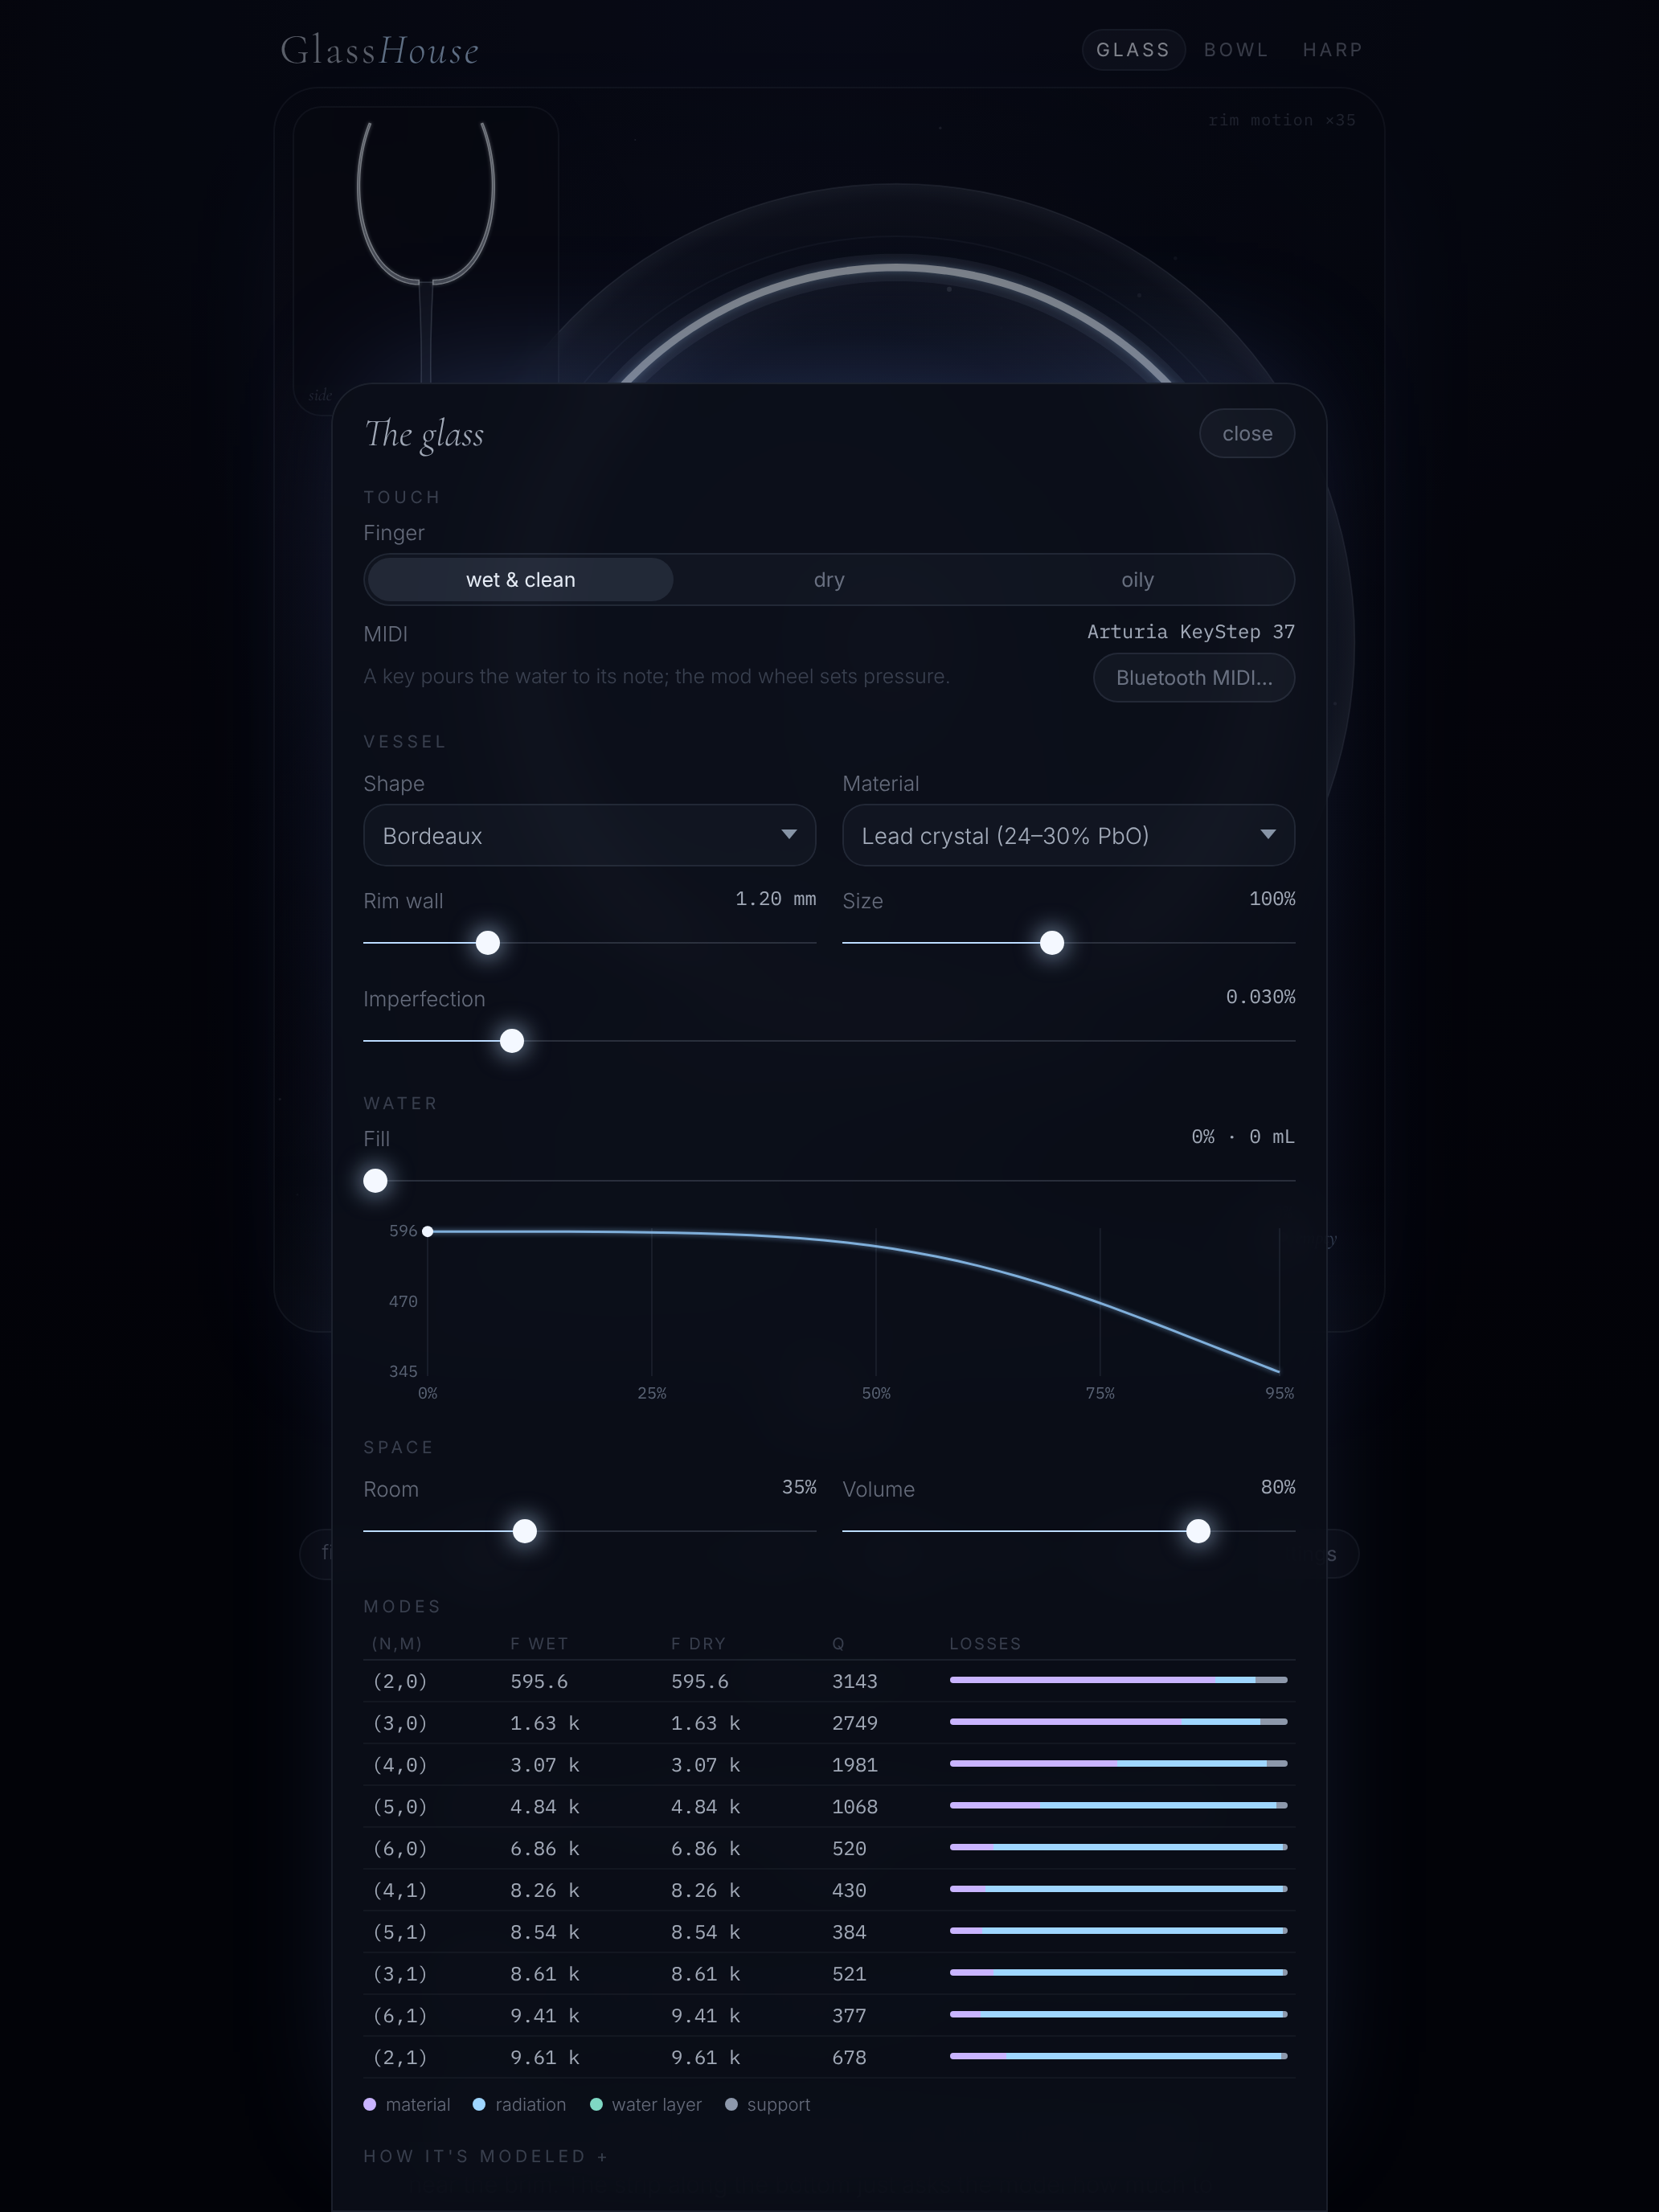 GlassHouse
GLASS BOWL HARP
rim motion ×35
side
The glass
close
TOUCH
Finger
wet & clean dry oily
MIDI Arturia KeyStep 37
A key pours the water to its note; the mod wheel sets pressure. Bluetooth MIDI...
VESSEL
Shape Material
Bordeaux Lead crystal (24–30% PbO)
Rim wall 1.20 mm Size 100%
Imperfection 0.030%
WATER
Fill 0% · 0 mL
596
470
345
0% 25% 50% 75% 95%
SPACE
Room 35% Volume 80%
MODES
(N,M) F WET F DRY Q LOSSES
(2,0) 595.6 595.6 3143
(3,0) 1.63 k 1.63 k 2749
(4,0) 3.07 k 3.07 k 1981
(5,0) 4.84 k 4.84 k 1068
(6,0) 6.86 k 6.86 k 520
(4,1) 8.26 k 8.26 k 430
(5,1) 8.54 k 8.54 k 384
(3,1) 8.61 k 8.61 k 521
(6,1) 9.41 k 9.41 k 377
(2,1) 9.61 k 9.61 k 678
material radiation water layer support
HOW IT'S MODELED +